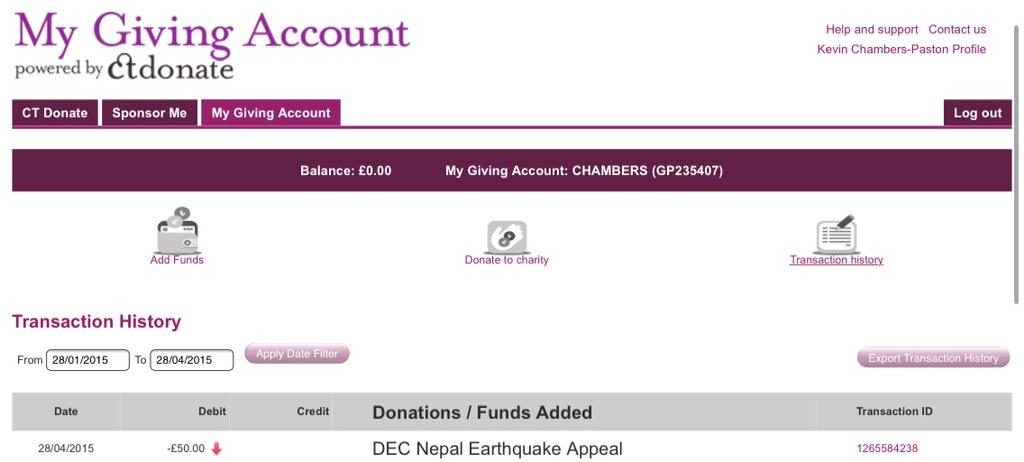 My Giving Account
powered by ctdonate
Help and support Contact us
Kevin Chambers-Paston Profile
CT Donate Sponsor Me My Giving Account Log out
Balance: £0.00 My Giving Account: CHAMBERS (GP235407)
Add Funds Donate to charity Transaction history
Transaction History
From 28/01/2015 To 28/04/2015 Apply Date Filter Export Transaction History
Date Debit Credit Donations / Funds Added Transaction ID
28/04/2015 -£50.00 DEC Nepal Earthquake Appeal 1265584238